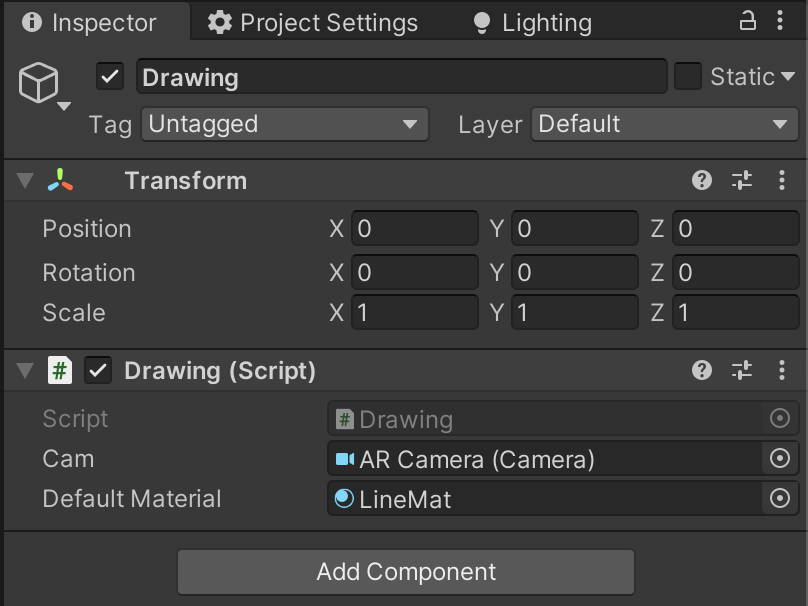 Inspector Project Settings Lighting
Drawing Static
Tag Untagged Layer Default
Transform
Position X 0 Y 0 Z 0
Rotation X 0 Y 0 Z 0
Scale X 1 Y 1 Z 1
# Drawing (Script)
Script # Drawing
Cam AR Camera (Camera)
Default Material LineMat
Add Component